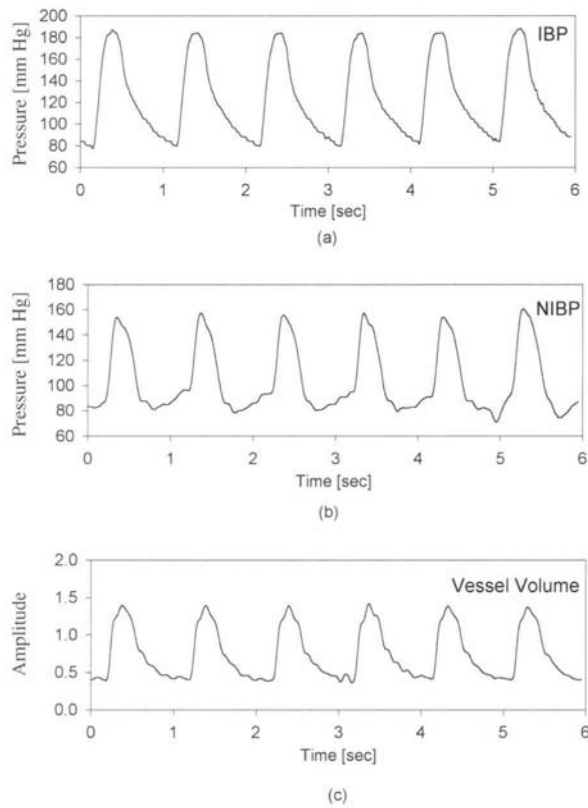 200
180
160
140
120
100
80
60
Pressure [mm Hg]
IBP
0 1 2 3 4 5 6
Time [sec]
(a)
180
160
140
120
100
80
60
Pressure [mm Hg]
NIBP
0 1 2 3 4 5 6
Time [sec]
(b)
2.0
1.5
1.0
0.5
0.0
Amplitude
Vessel Volume
0 1 2 3 4 5 6
Time [sec]
(c)